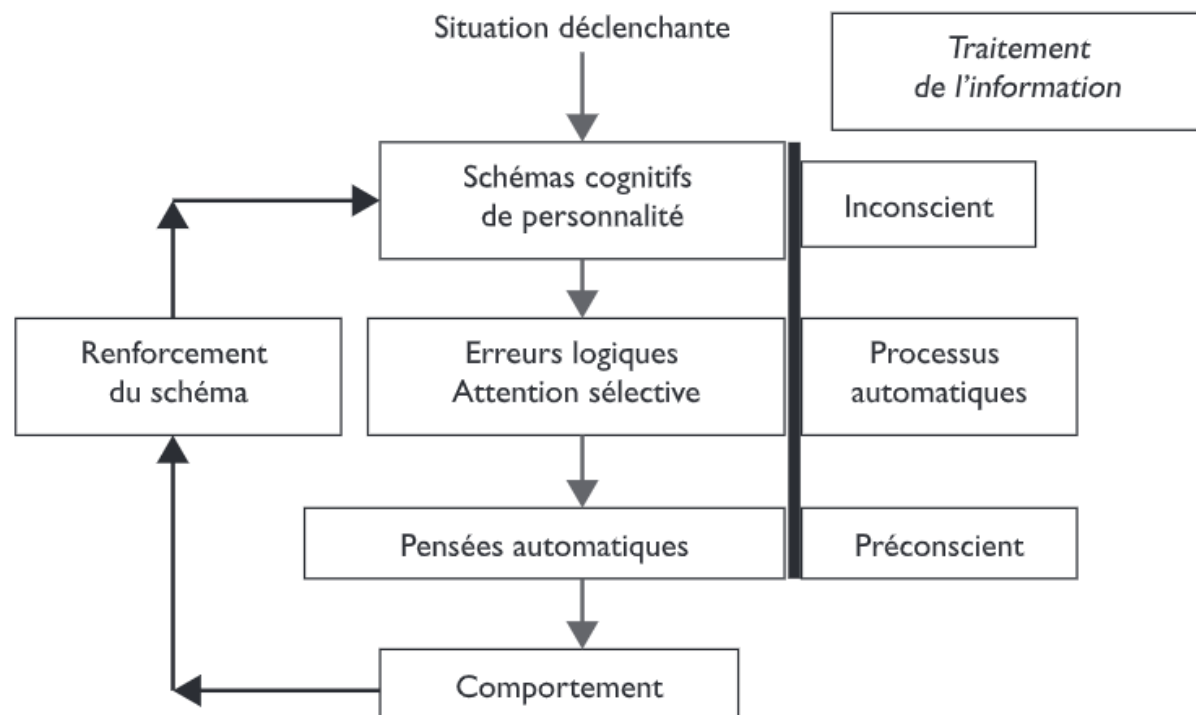 Situation déclenchante
Traitement
de l'information
Schémas cognitifs
de personnalité
Inconscient
Renforcement
du schéma
Erreurs logiques
Attention sélective
Processus
automatiques
Pensées automatiques
Préconscient
Comportement